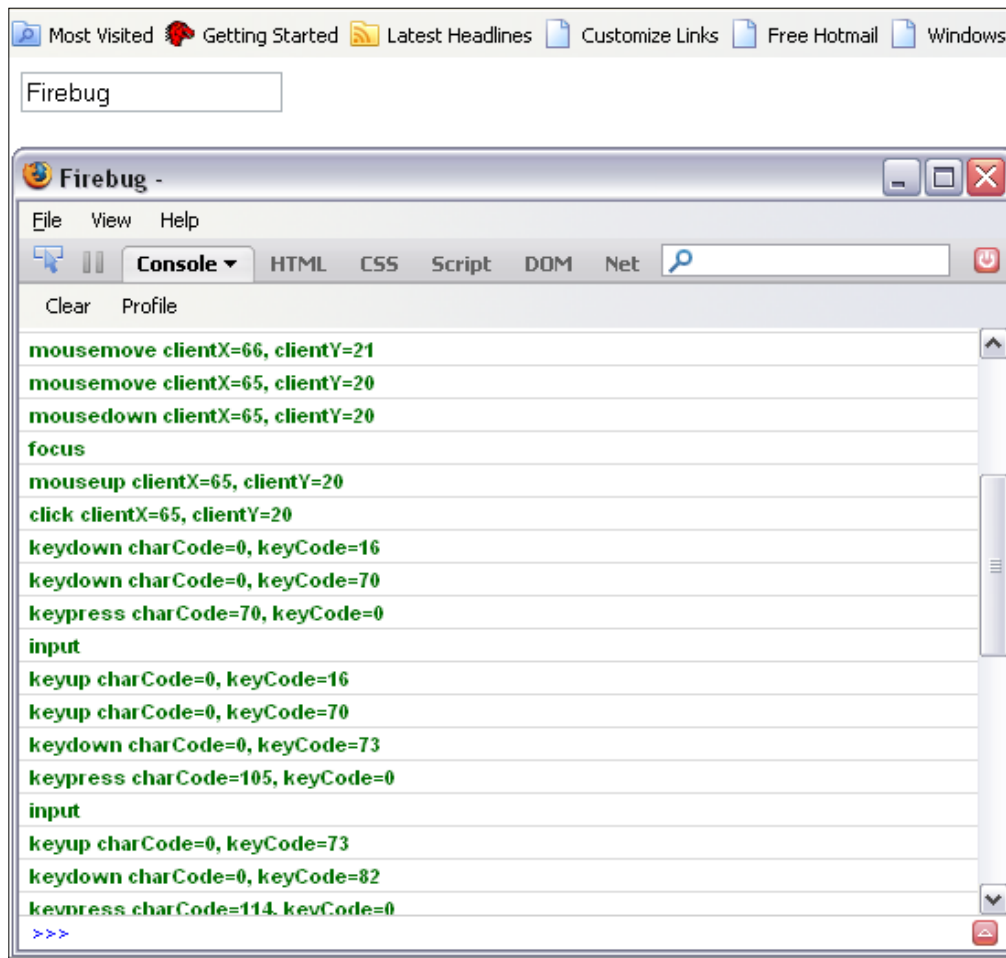 Most Visited Getting Started Latest Headlines Customize Links Free Hotmail Windows
Firebug
Firebug -
File View Help
Console HTML CSS Script DOM Net
Clear Profile
mousemove clientX=66, clientY=21
mousemove clientX=65, clientY=20
mousedown clientX=65, clientY=20
focus
mouseup clientX=65, clientY=20
click clientX=65, clientY=20
keydown charCode=0, keyCode=16
keydown charCode=0, keyCode=70
keypress charCode=70, keyCode=0
input
keyup charCode=0, keyCode=16
keyup charCode=0, keyCode=70
keydown charCode=0, keyCode=73
keypress charCode=105, keyCode=0
input
keyup charCode=0, keyCode=73
keydown charCode=0, keyCode=82
keypress charCode=114, keyCode=0
>>>